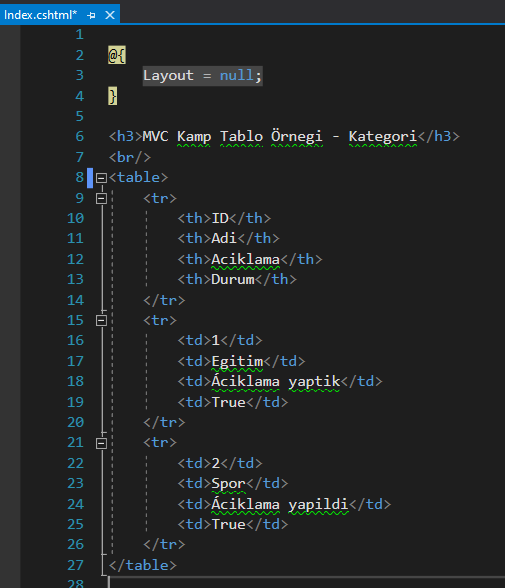 Index.cshtml*
1
2 @{
3 Layout = null;
4 }
5
6 <h3>MVC Kamp Tablo Örnegi - Kategori</h3>
7 <br/>
8 <table>
9 <tr>
10 <th>ID</th>
11 <th>Adi</th>
12 <th>Aciklama</th>
13 <th>Durum</th>
14 </tr>
15 <tr>
16 <td>1</td>
17 <td>Egitim</td>
18 <td>Áciklama yaptik</td>
19 <td>True</td>
20 </tr>
21 <tr>
22 <td>2</td>
23 <td>Spor</td>
24 <td>Áciklama yapildi</td>
25 <td>True</td>
26 </tr>
27 </table>
28